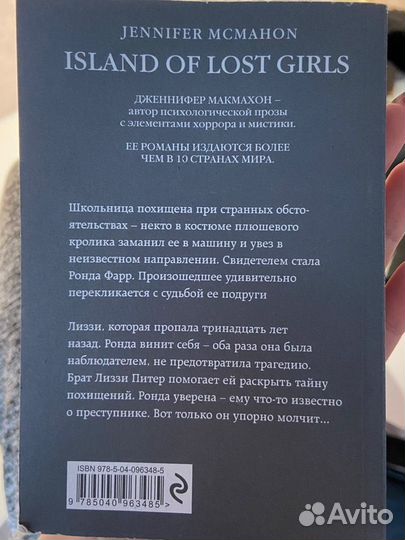 JENNIFER MCMAHON
ISLAND OF LOST GIRLS
ДЖЕННИФЕР МАКМАХОН –
автор психологической прозы
с элементами хоррора и мистики.
ЕЕ РОМАНЫ ИЗДАЮТСЯ БОЛЕЕ
ЧЕМ В 10 СТРАНАХ МИРА.
Школьница похищена при странных обсто-
ятельствах – некто в костюме плюшевого
кролика заманил ее в машину и увез в
неизвестном направлении. Свидетелем стала
Ронда Фарр. Произошедшее удивительно
перекликается с судьбой ее подруги
Лиззи, которая пропала тринадцать лет
назад. Ронда винит себя – оба раза она была
наблюдателем, не предотвратила трагедию.
Брат Лиззи Питер помогает ей раскрыть тайну
похищений. Ронда уверена – ему что-то известно
о преступнике. Вот только он упорно молчит...
ISBN 978-5-04-096348-5
9 785040 963485 >
Avito